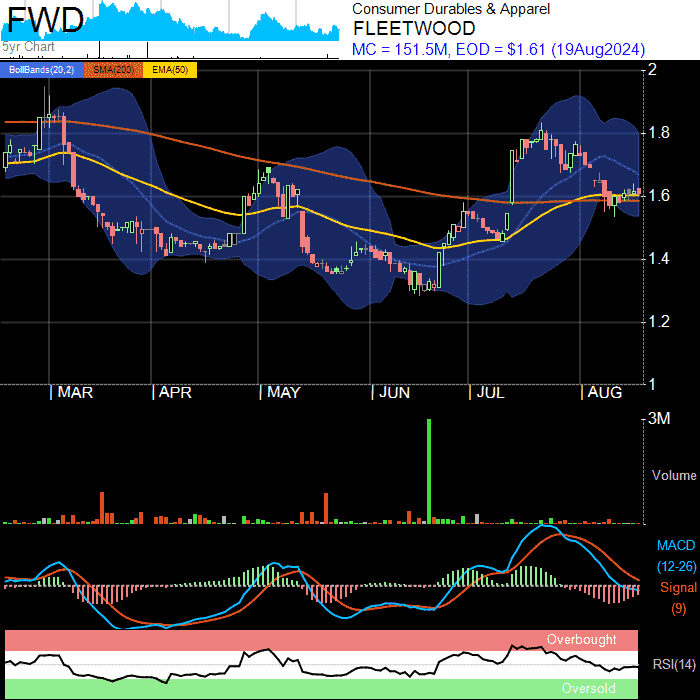 FWD
5yr Chart
Consumer Durables & Apparel
FLEETWOOD
MC = 151.5M, EOD = $1.61 (19Aug2024)
BollBands(20,2) SMA(200) EMA(50)
2
1.8
1.6
1.4
1.2
1
MAR APR MAY JUN JUL AUG
3M
Volume
MACD
(12-26)
Signal
(9)
Overbought
RSI(14)
Oversold